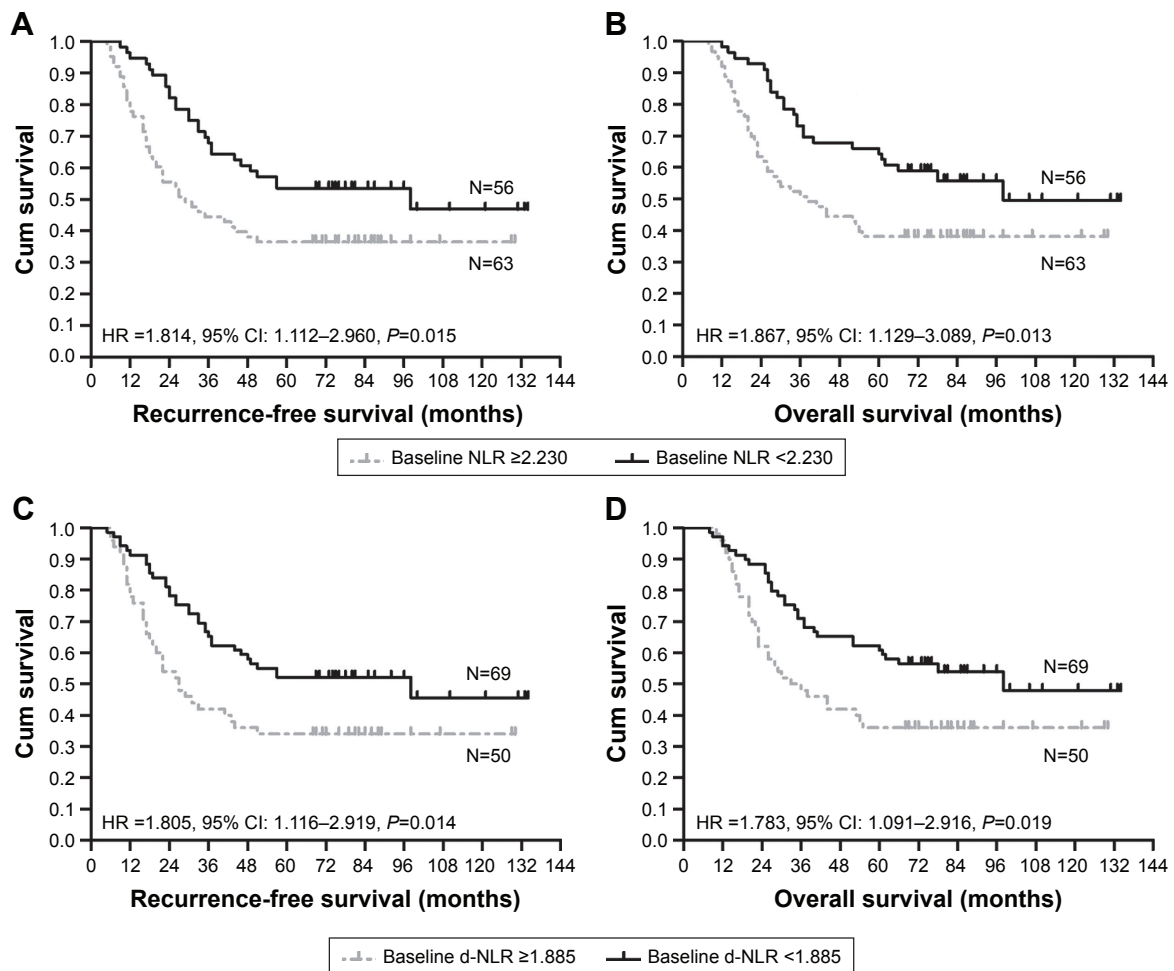 A
1.0
0.9
0.8
0.7
0.6
0.5
0.4
0.3
0.2
0.1
0.0
Cum survival
N=56
N=63
HR =1.814, 95% CI: 1.112–2.960, P=0.015
0 12 24 36 48 60 72 84 96 108 120 132 144
Recurrence-free survival (months)
B
1.0
0.9
0.8
0.7
0.6
0.5
0.4
0.3
0.2
0.1
0.0
Cum survival
N=56
N=63
HR =1.867, 95% CI: 1.129–3.089, P=0.013
0 12 24 36 48 60 72 84 96 108 120 132 144
Overall survival (months)
Baseline NLR ≥2.230 Baseline NLR <2.230
C
1.0
0.9
0.8
0.7
0.6
0.5
0.4
0.3
0.2
0.1
0.0
Cum survival
N=69
N=50
HR =1.805, 95% CI: 1.116–2.919, P=0.014
0 12 24 36 48 60 72 84 96 108 120 132 144
Recurrence-free survival (months)
D
1.0
0.9
0.8
0.7
0.6
0.5
0.4
0.3
0.2
0.1
0.0
Cum survival
N=69
N=50
HR =1.783, 95% CI: 1.091–2.916, P=0.019
0 12 24 36 48 60 72 84 96 108 120 132 144
Overall survival (months)
Baseline d-NLR ≥1.885 Baseline d-NLR <1.885